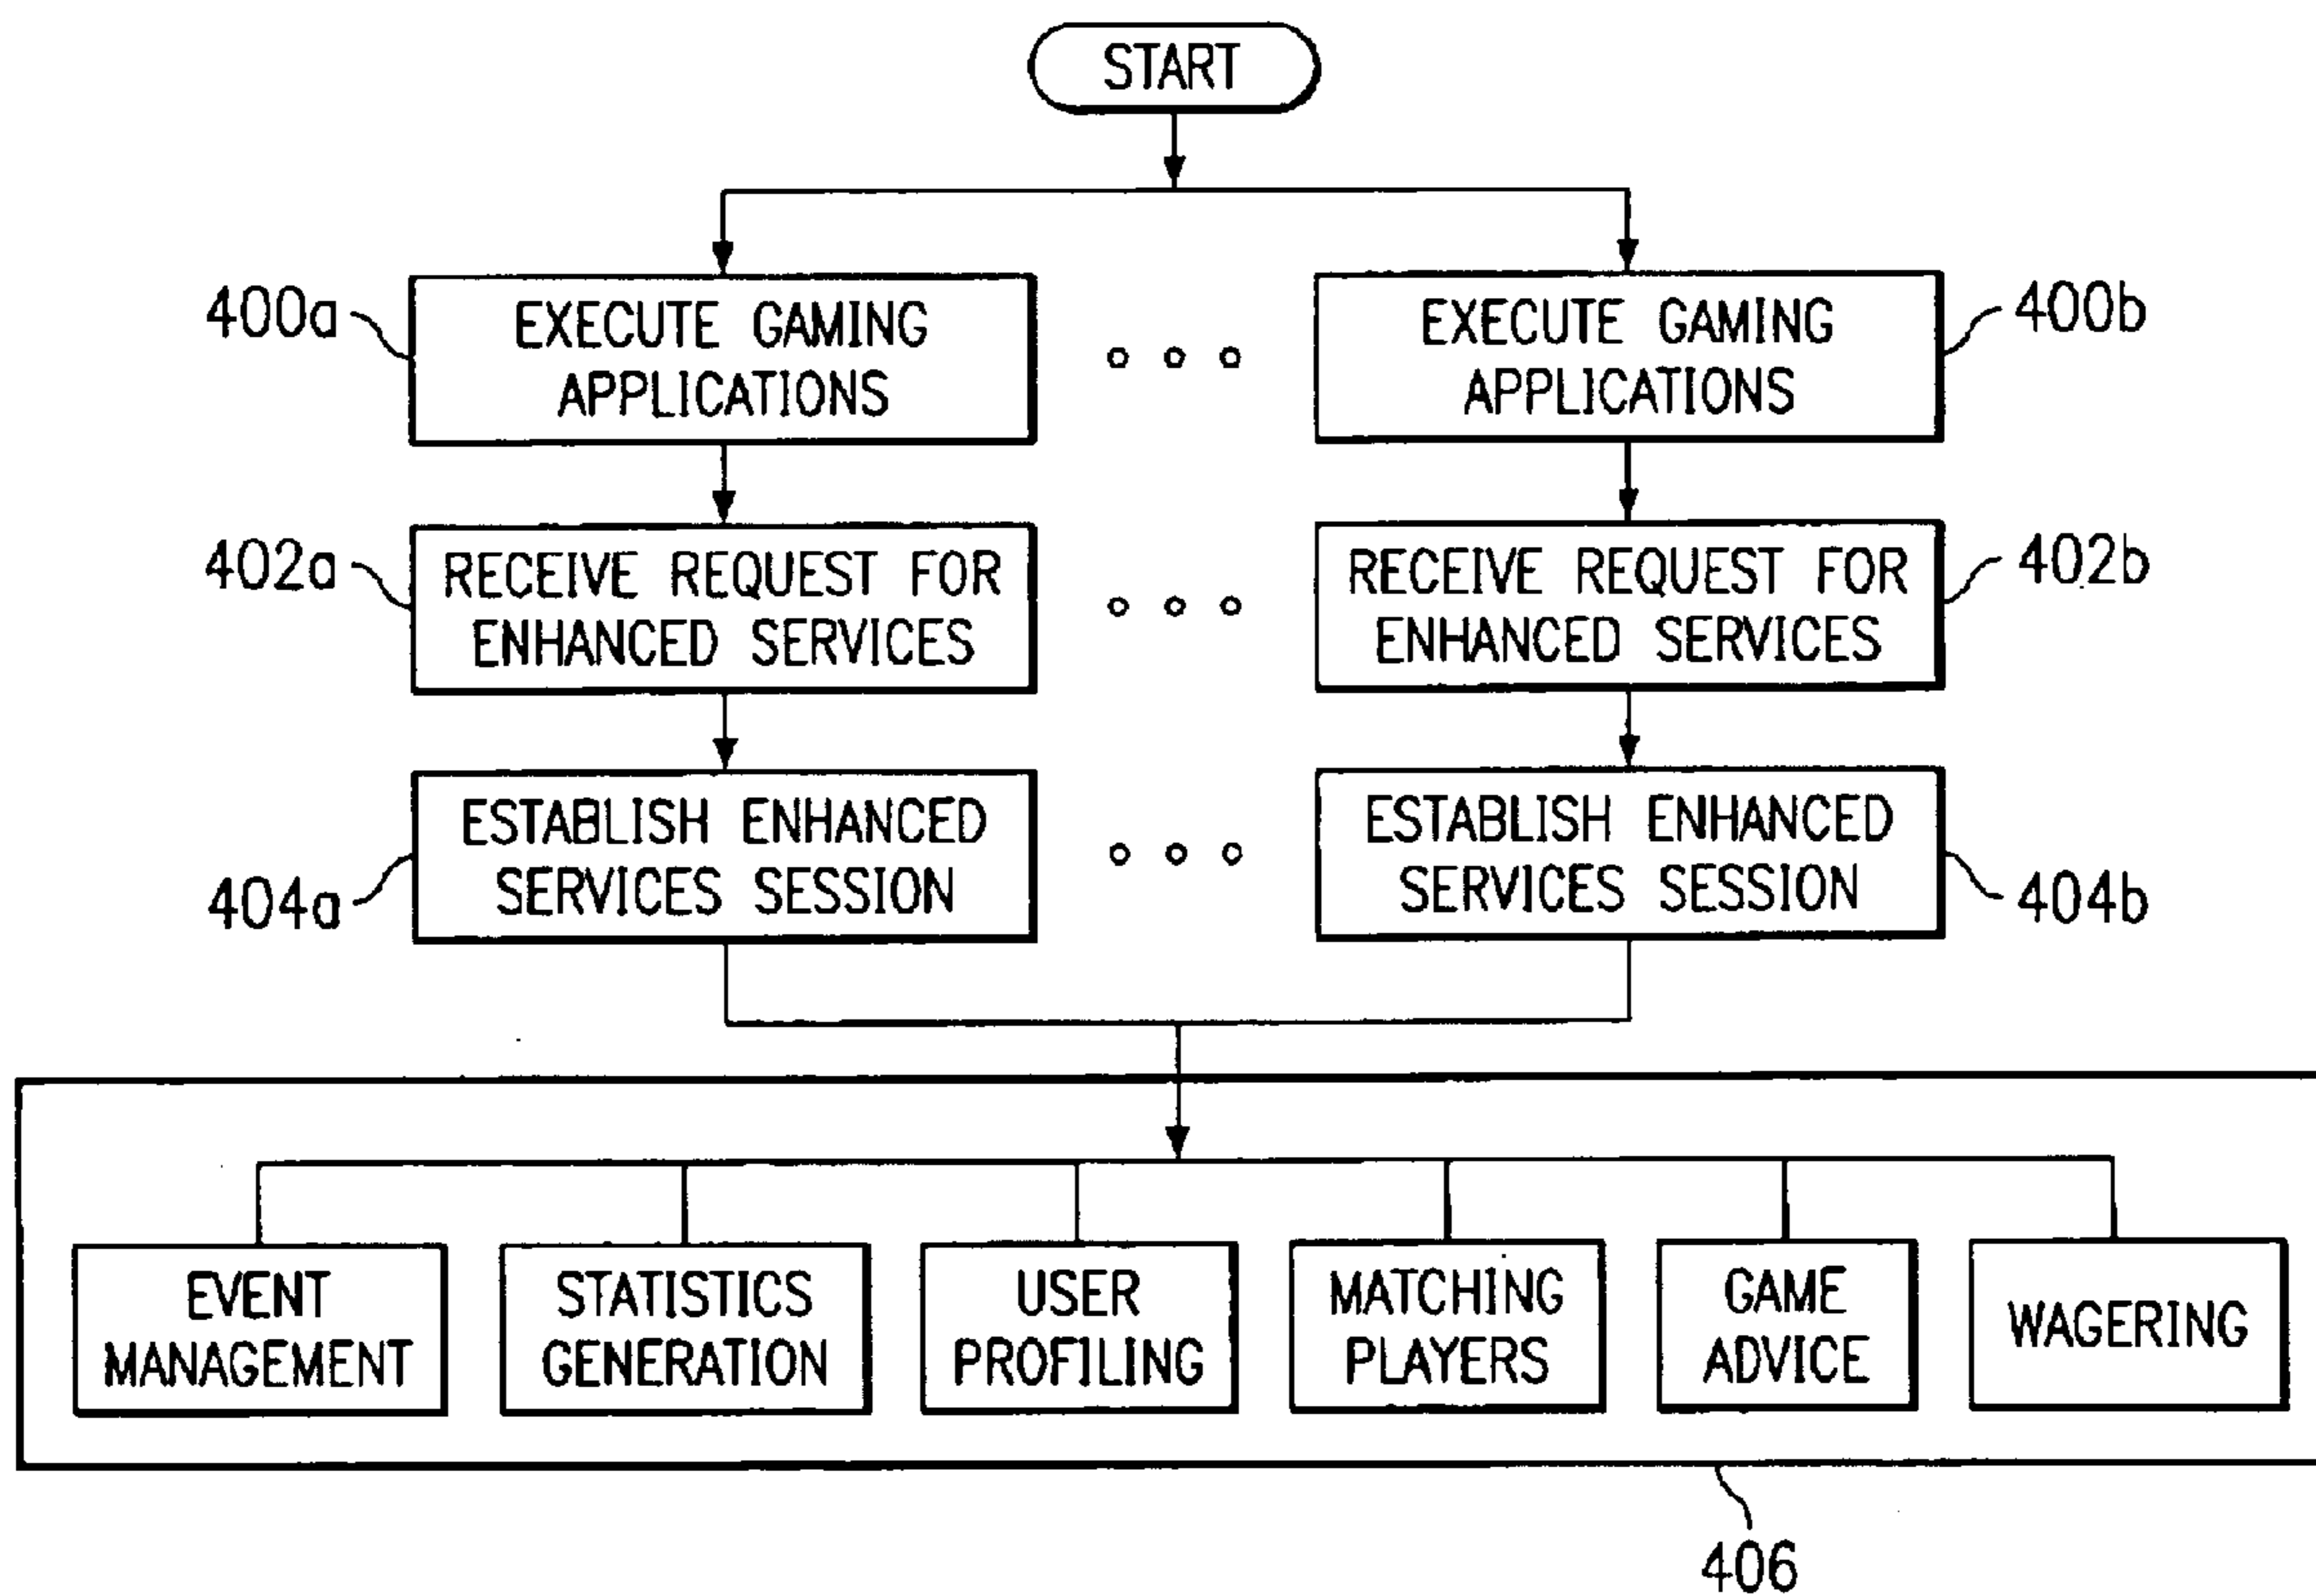 START
400a
EXECUTE GAMING
APPLICATIONS
EXECUTE GAMING
APPLICATIONS
400b
402a
RECEIVE REQUEST FOR
ENHANCED SERVICES
RECEIVE REQUEST FOR
ENHANCED SERVICES
402b
404a
ESTABLISH ENHANCED
SERVICES SESSION
ESTABLISH ENHANCED
SERVICES SESSION
404b
EVENT
MANAGEMENT
STATISTICS
GENERATION
USER
PROFILING
MATCHING
PLAYERS
GAME
ADVICE
WAGERING
406